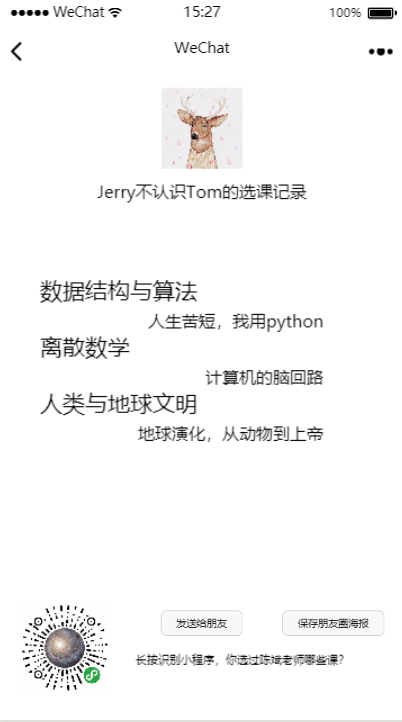 ●●●●● WeChat 15:27 100%
WeChat
Jerry不认识Tom的选课记录
数据结构与算法
人生苦短，我用python
离散数学
计算机的脑回路
人类与地球文明
地球演化，从动物到上帝
发送给朋友 保存朋友圈海报
长按识别小程序，你选过陈斌老师哪些课？